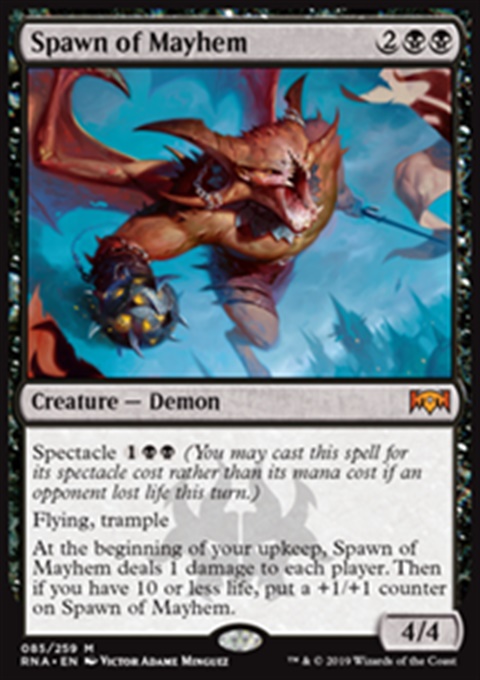 Spawn of Mayhem 2
Creature — Demon
Spectacle 1 (You may cast this spell for
its spectacle cost rather than its mana cost if an
opponent lost life this turn.)
Flying, trample
At the beginning of your upkeep, Spawn of
Mayhem deals 1 damage to each player. Then
if you have 10 or less life, put a +1/+1 counter
on Spawn of Mayhem.
4/4
085/259 M
RNA • EN Victor Adame Minguez
™ & © 2019 Wizards of the Coast